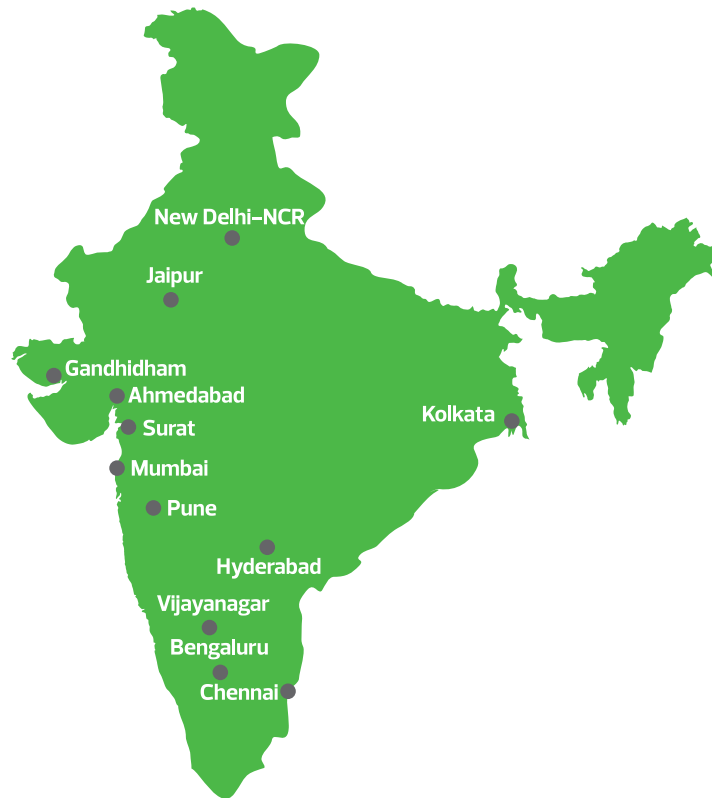 New Delhi–NCR
Jaipur
Gandhidham
Ahmedabad
Kolkata
Surat
Mumbai
Pune
Hyderabad
Vijayanagar
Bengaluru
Chennai